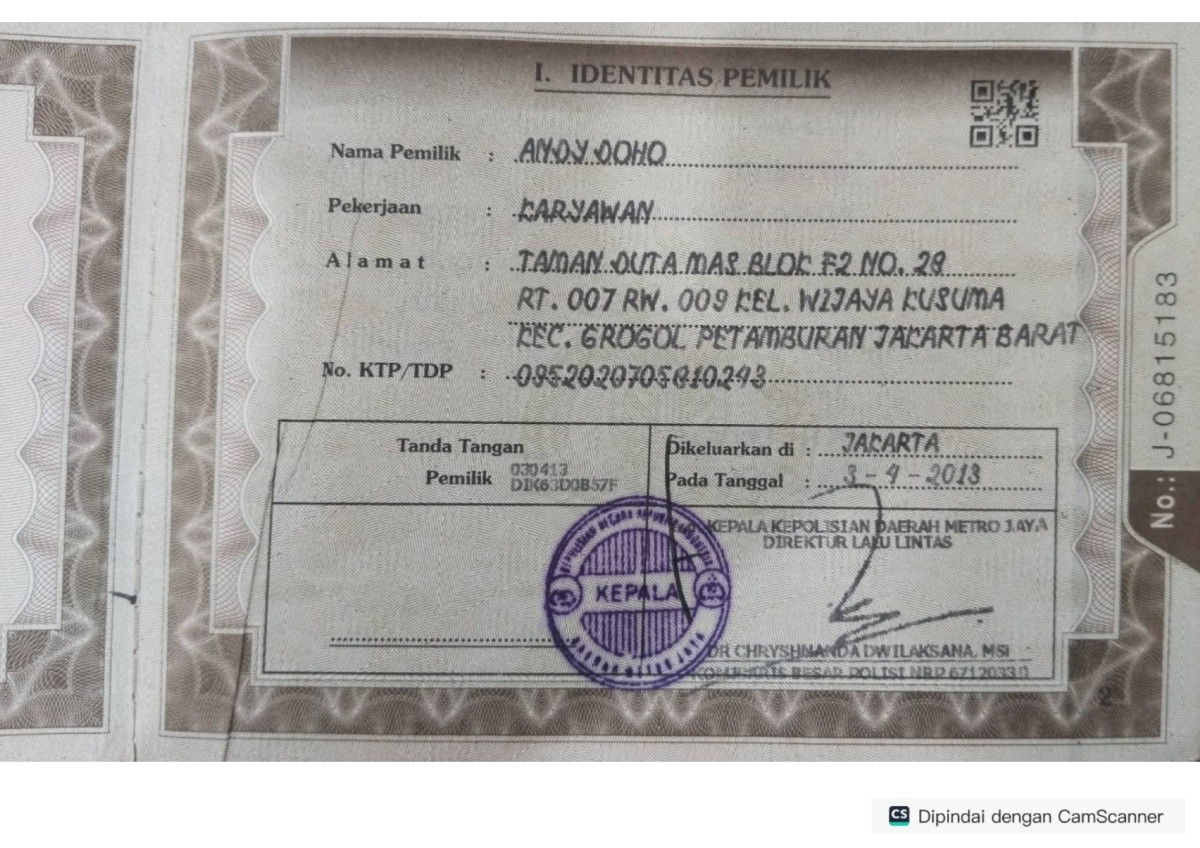 I. IDENTITAS PEMILIK
Nama Pemilik : ANDY DOHO
Pekerjaan : KARYAWAN
Alamat : TAMAN DUTA MAS BLOK F2 NO. 28
RT. 007 RW. 009 KEL. WIJAYA KUSUMA
KEC. GROGOL PETAMBURAN JAKARTA BARAT
No. KTP/TDP :
Tanda Tangan
Pemilik
030413
Dikeluarkan di : JAKARTA
Pada Tanggal : 3 - 4 - 2013
KEPALA KEPOLISIAN DAERAH METRO JAYA
DIREKTUR LALU LINTAS
KEPALA
DR CHRYSHNANDA DWILAKSANA, MSI
KOMISARIS BESAR POLISI NRP 67120330
2
No.: J-06815183
CS Dipindai dengan CamScanner